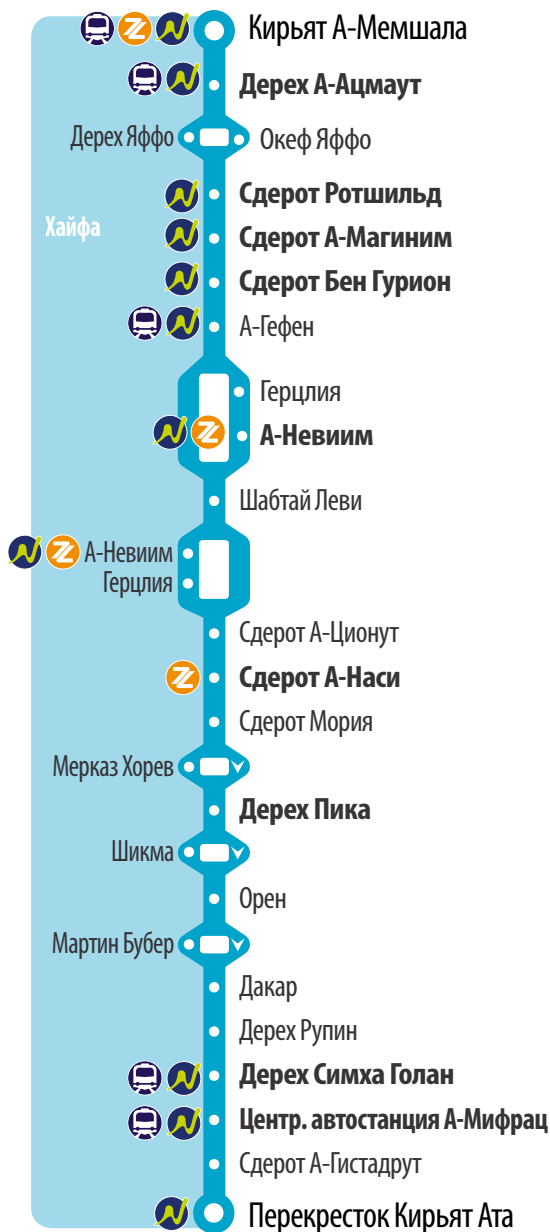 Кирьят А-Мемшала
Дерех А-Ацмаут
Дерех Яффо
Океф Яффо
Сдерот Ротшильд
Хайфа
Сдерот А-Магиним
Сдерот Бен Гурион
А-Гефен
Герцлия
А-Невиим
Шабтай Леви
А-Невиим
Герцлия
Сдерот А-Ционут
Сдерот А-Наси
Сдерот Мория
Мерказ Хорев
Дерех Пика
Шикма
Орен
Мартин Бубер
Дакар
Дерех Рупин
Дерех Симха Голан
Центр. автостанция А-Мифрац
Сдерот А-Гистадрут
Перекресток Кирьят Ата